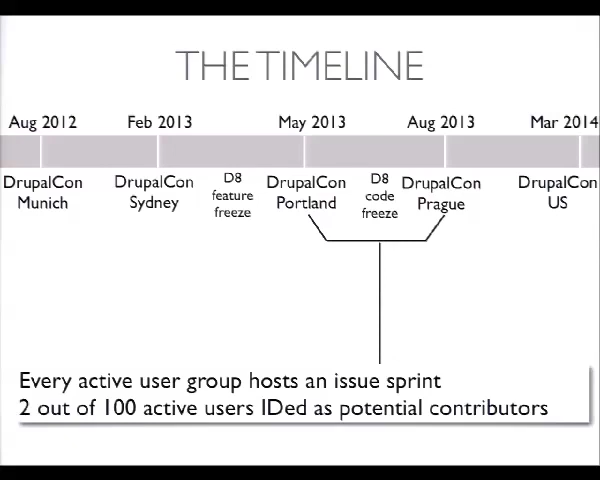 THE TIMELINE
Aug 2012 Feb 2013 May 2013 Aug 2013 Mar 2014
DrupalCon Munich
DrupalCon Sydney
D8 feature freeze
DrupalCon Portland
D8 code freeze
DrupalCon Prague
DrupalCon US
Every active user group hosts an issue sprint
2 out of 100 active users IDed as potential contributors